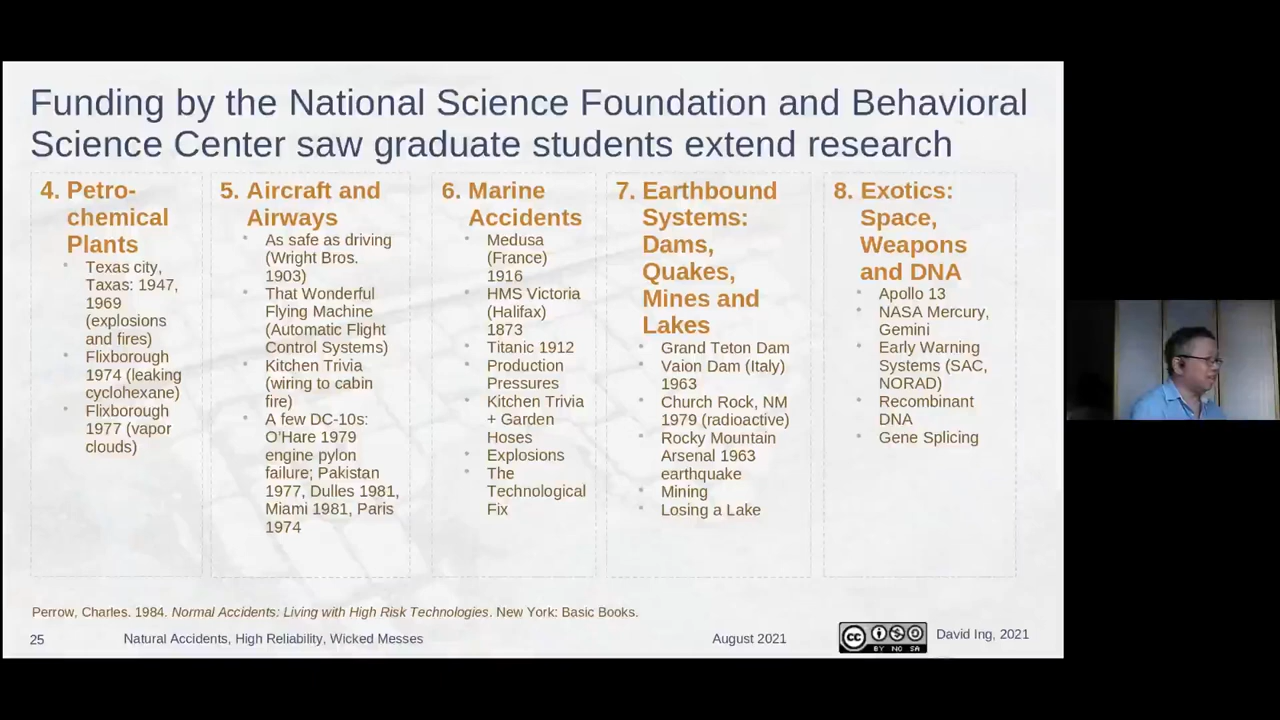 Funding by the National Science Foundation and Behavioral
Science Center saw graduate students extend research
4. Petro-
chemical
Plants
Texas city,
Taxas: 1947,
1969
(explosions
and fires)
Flixborough
1974 (leaking
cyclohexane)
Flixborough
1977 (vapor
clouds)
5. Aircraft and
Airways
As safe as driving
(Wright Bros.
1903)
That Wonderful
Flying Machine
(Automatic Flight
Control Systems)
Kitchen Trivia
(wiring to cabin
fire)
A few DC-10s:
O'Hare 1979
engine pylon
failure; Pakistan
1977, Dulles 1981,
Miami 1981, Paris
1974
6. Marine
Accidents
Medusa
(France)
1916
HMS Victoria
(Halifax)
1873
Titanic 1912
Production
Pressures
Kitchen Trivia
+ Garden
Hoses
Explosions
The
Technological
Fix
7. Earthbound
Systems:
Dams,
Quakes,
Mines and
Lakes
Grand Teton Dam
Vaion Dam (Italy)
1963
Church Rock, NM
1979 (radioactive)
Rocky Mountain
Arsenal 1963
earthquake
Mining
Losing a Lake
8. Exotics:
Space,
Weapons
and DNA
Apollo 13
NASA Mercury,
Gemini
Early Warning
Systems (SAC,
NORAD)
Recombinant
DNA
Gene Splicing
Perrow, Charles. 1984. Normal Accidents: Living with High Risk Technologies. New York: Basic Books.
25 Natural Accidents, High Reliability, Wicked Messes August 2021 David Ing, 2021
cc
BY NC SA